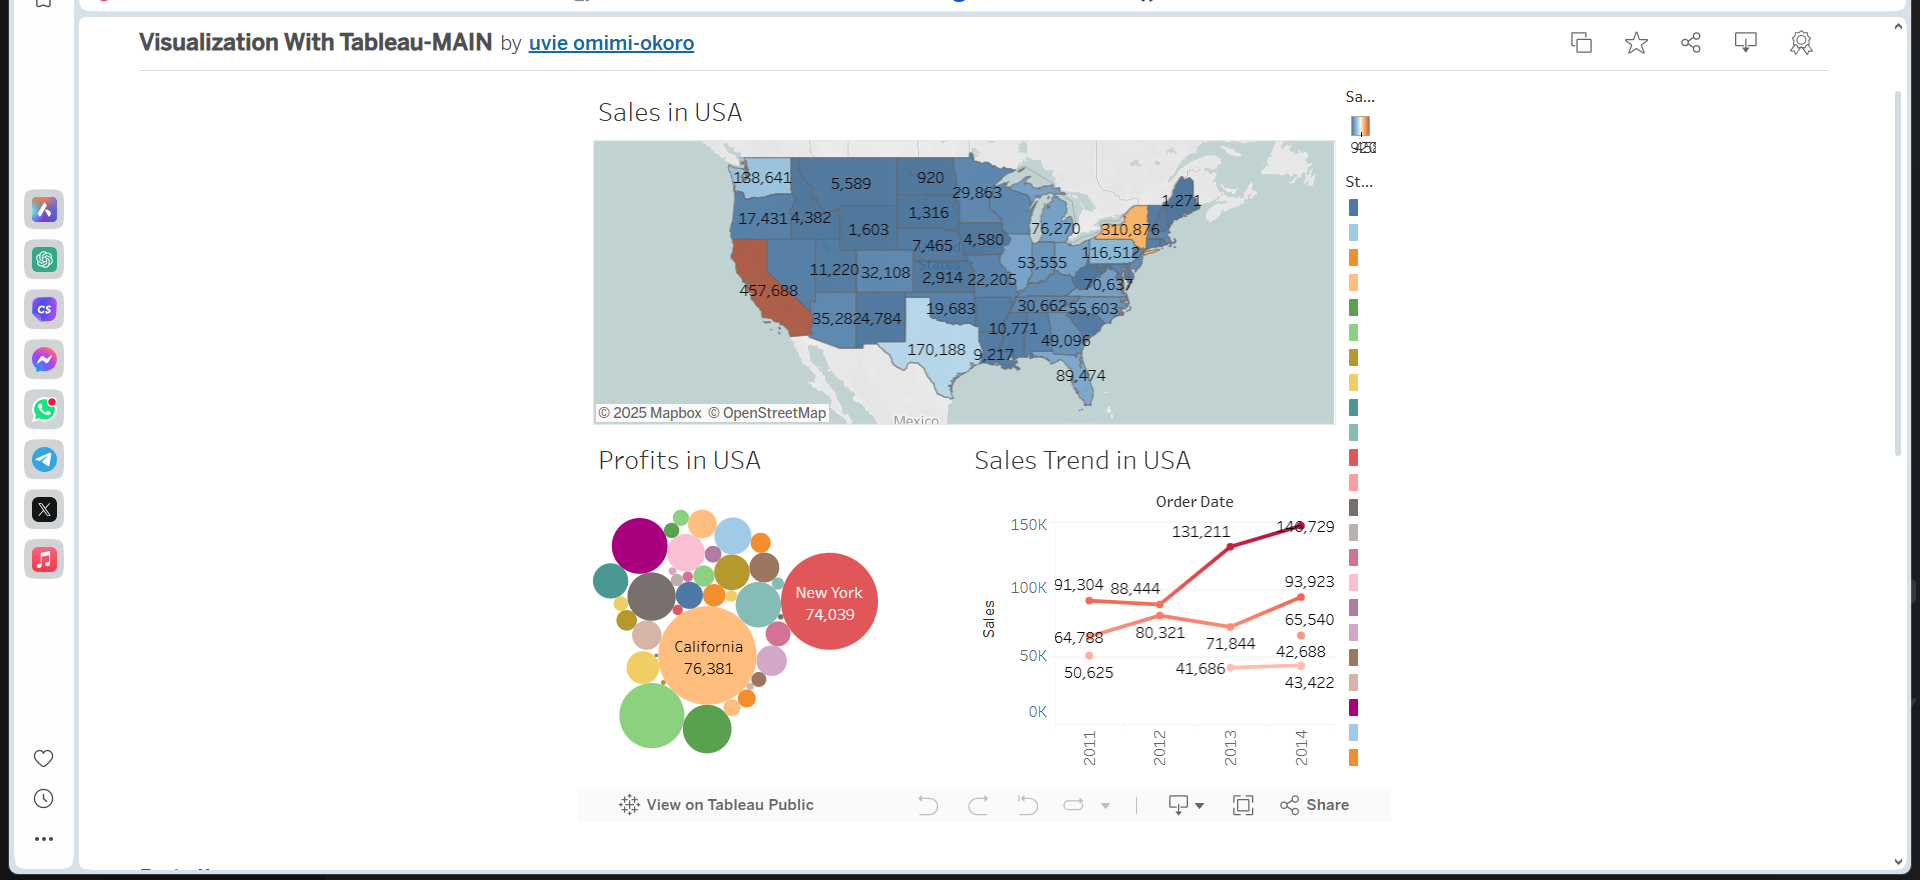 Visualization With Tableau-MAIN by uvie omimi-okoro
Sales in USA
Sa...
St...
138,641
5,589
920
29,863
1,271
17,431
4,382
1,603
1,316
76,270
310,876
7,465
4,580
116,512
11,220
32,108
2,914
22,205
53,555
70,637
457,688
35,282
4,784
19,683
30,662
55,603
10,771
49,096
170,188
9,217
89,474
© 2025 Mapbox © OpenStreetMap
Mexico
Profits in USA
New York
74,039
California
76,381
Sales Trend in USA
Order Date
Sales
150K
100K
50K
0K
131,211
146,729
91,304
88,444
93,923
64,788
80,321
71,844
65,540
50,625
41,686
42,688
43,422
2011
2012
2013
2014
View on Tableau Public
Share